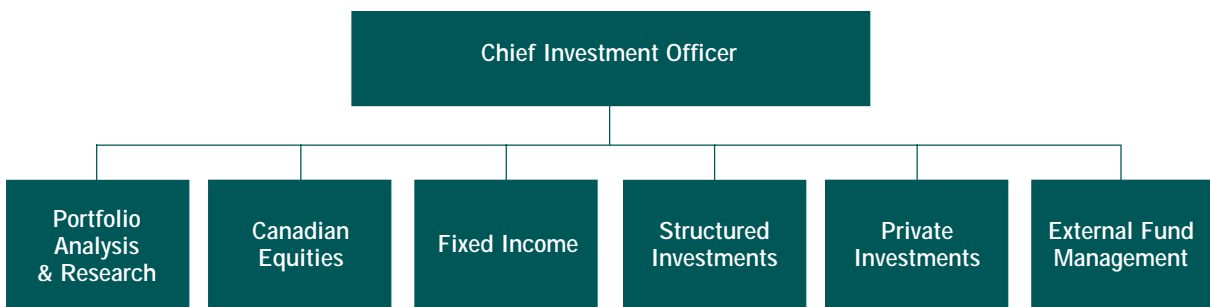 Chief Investment Officer
Portfolio
Analysis
& Research
Canadian
Equities
Fixed Income
Structured
Investments
Private
Investments
External Fund
Management